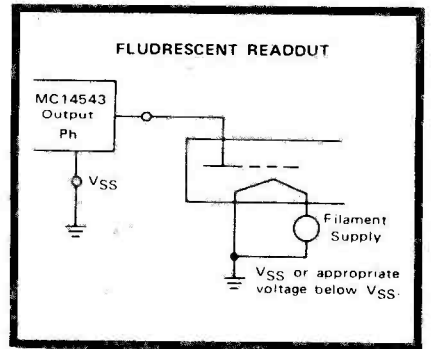 FLUDRESCENT READDUT
MC14543
Output
Ph
VSS
Filament
Supply
VSS or appropriate
voltage below VSS.